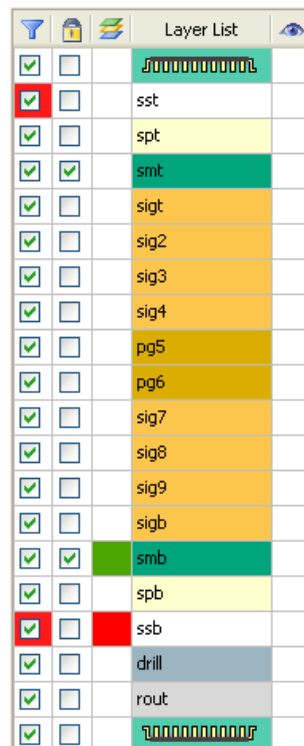 Layer List
sst
spt
smt
sigt
sig2
sig3
sig4
pg5
pg6
sig7
sig8
sig9
sigb
smb
spb
ssb
drill
rout